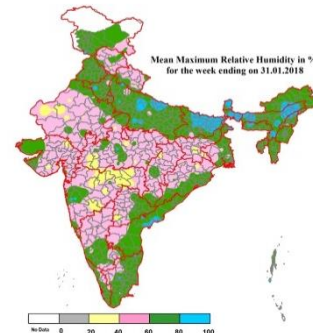 Mean Maximum Relative Humidity in %
for the week ending on 31.01.2018
No Data 0 20 40 60 80 100